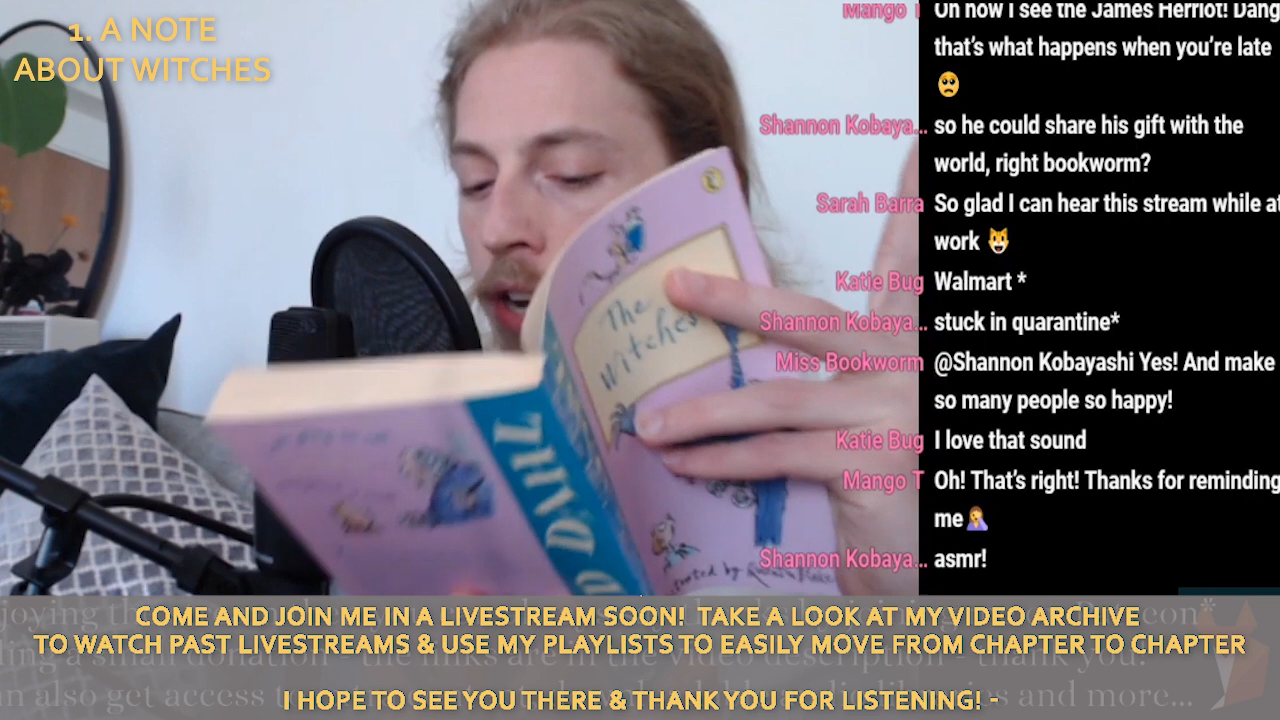 1. A NOTE
ABOUT WITCHES
Mango T
Oh now I see the James Herriot! Dang
that's what happens when you're late
🥺
Shannon Kobaya... so he could share his gift with the
world, right bookworm?
Sarah Barra So glad I can hear this stream while at
work 😺
Katie Bug Walmart *
Shannon Kobaya... stuck in quarantine*
Miss Bookworm @Shannon Kobayashi Yes! And make
so many people so happy!
Katie Bug I love that sound
Mango T Oh! That's right! Thanks for reminding
me🤦‍♀️
Shannon Kobaya... asmr!
The
Witches
DAHL
COME AND JOIN ME IN A LIVESTREAM SOON! TAKE A LOOK AT MY VIDEO ARCHIVE
TO WATCH PAST LIVESTREAMS & USE MY PLAYLISTS TO EASILY MOVE FROM CHAPTER TO CHAPTER
I HOPE TO SEE YOU THERE & THANK YOU FOR LISTENING! -
and more...